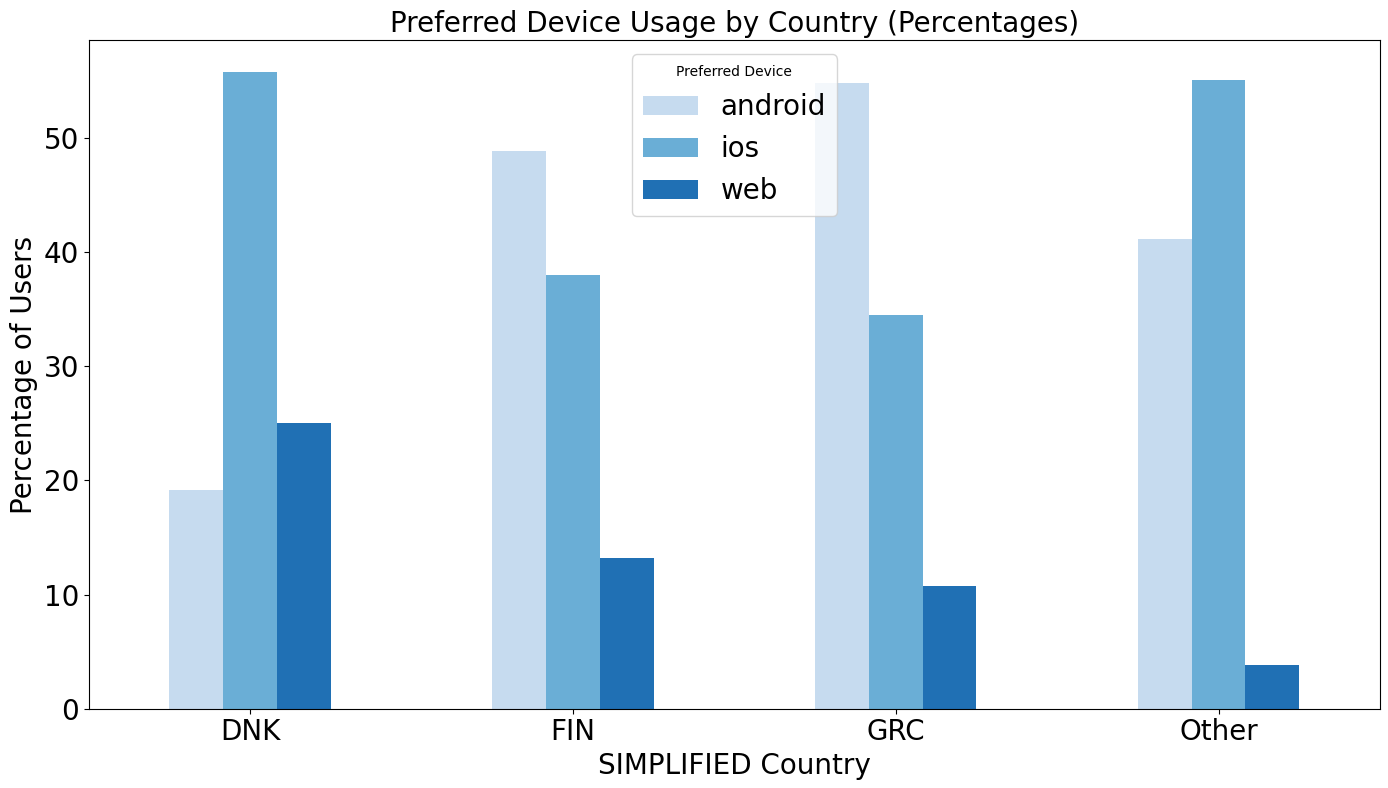 Preferred Device Usage by Country (Percentages)
Preferred Device
android
ios
web
Percentage of Users
50
40
30
20
10
0
DNK FIN GRC Other
SIMPLIFIED Country